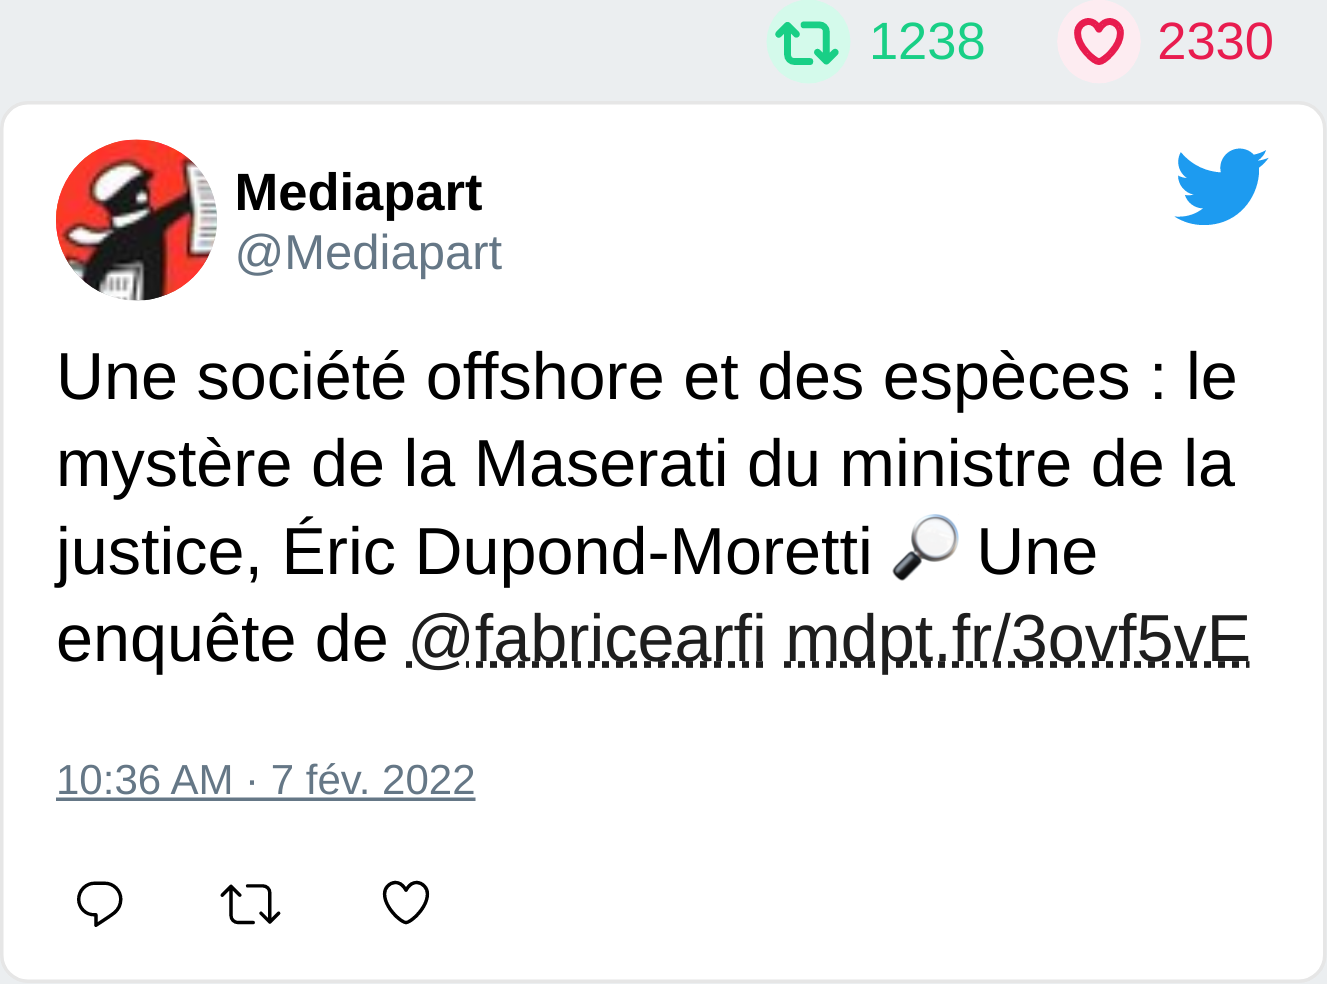 1238 2330
Mediapart
@Mediapart
Une société offshore et des espèces : le
mystère de la Maserati du ministre de la
justice, Éric Dupond-Moretti 🔎 Une
enquête de @fabricearfi mdpt.fr/3ovf5vE
10:36 AM · 7 fév. 2022